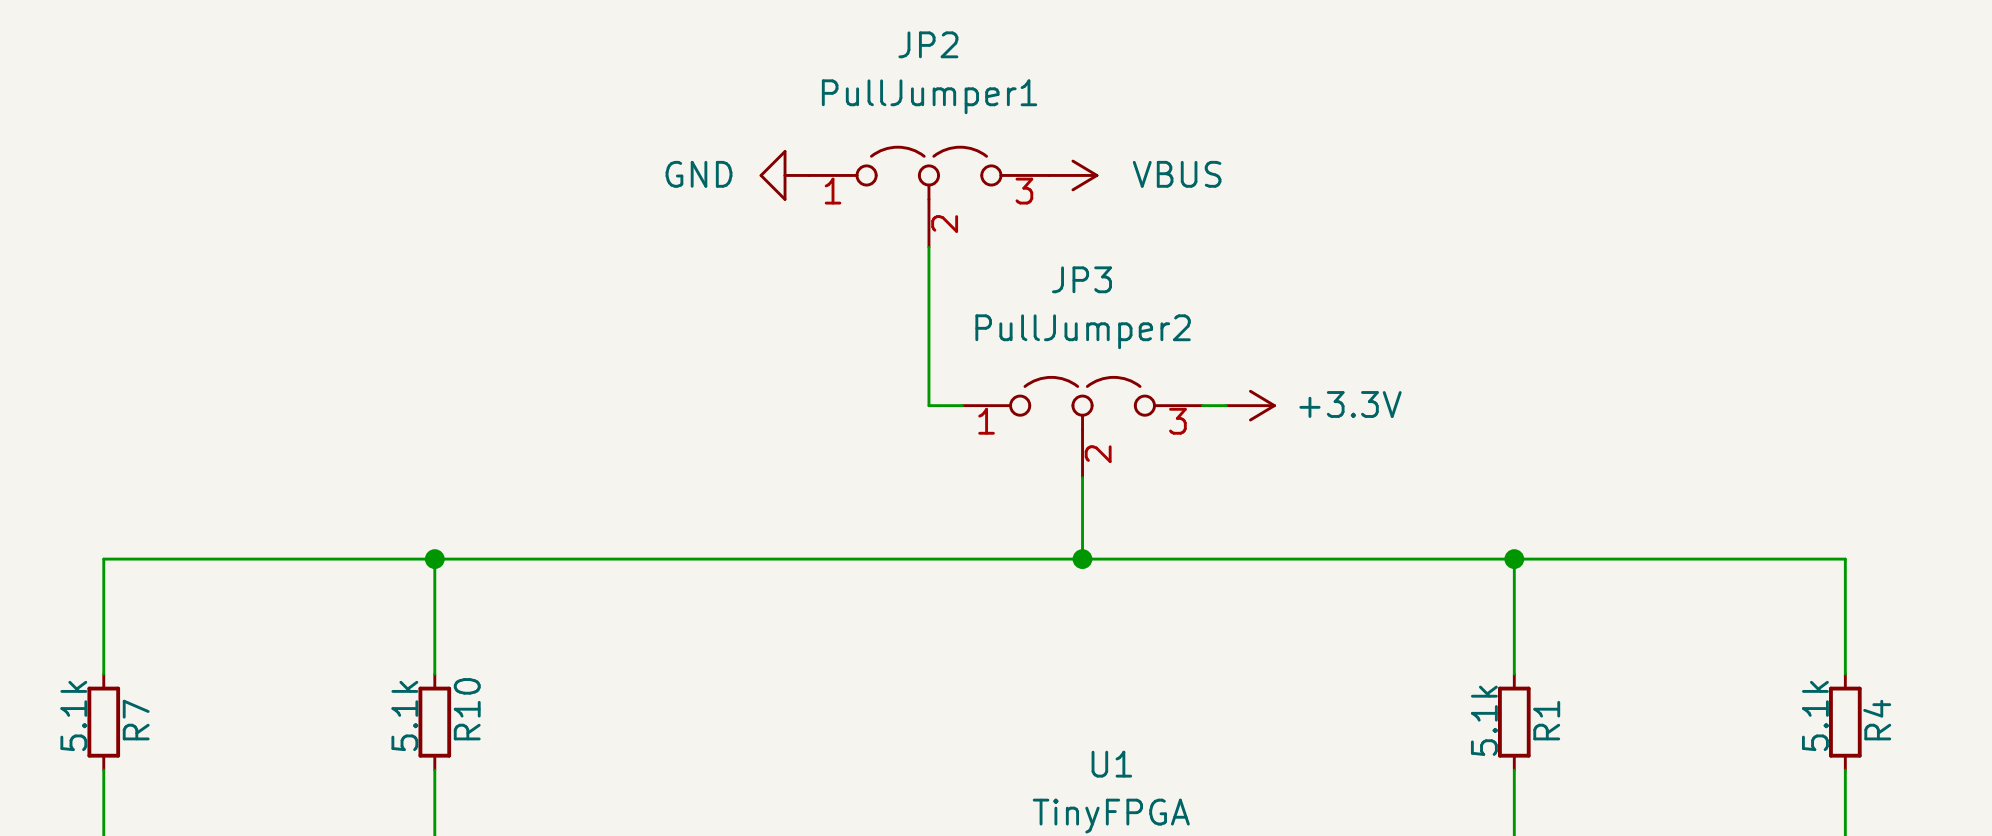 JP2
PullJumper1
GND
1
2
3
VBUS
JP3
PullJumper2
1
2
3
+3.3V
5.1k
R7
5.1k
R10
5.1k
R1
5.1k
R4
U1
TinyFPGA